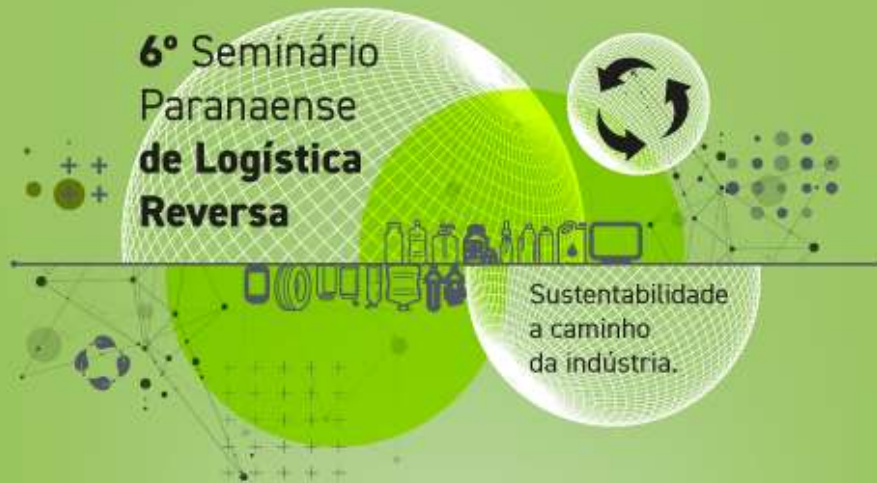 6º Seminário
Paranaense
de Logística
Reversa
Sustentabilidade
a caminho
da indústria.